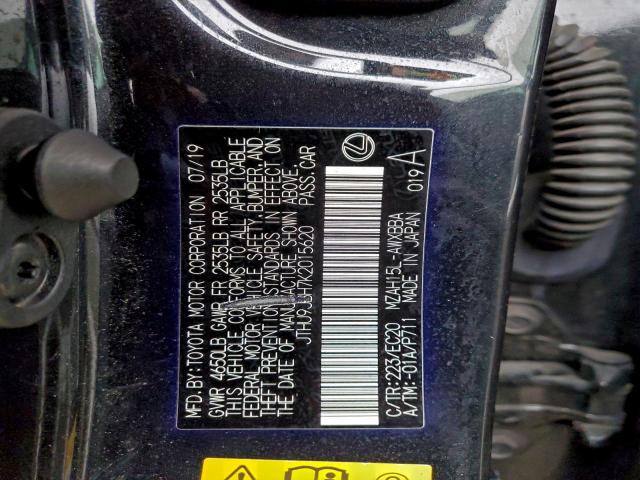 MFD.BY:TOYOTA MOTOR CORPORATION 07/19
GVWR 4650LB GAWR FR 2535LB RR 2535LB
THIS VEHICLE CONFORMS TO ALL APPLICABLE
FEDERAL MOTOR VEHICLE SAFETY, BUMPER, AND
THEFT PREVENTION STANDARDS IN EFFECT ON
THE DATE OF MANUFACTURE SHOWN ABOVE.
PASS.CAR
C/TR:223/EC20 MZAH15L-AWXBBA
A/TM:-01A/P711 MADE IN JAPAN
019 A